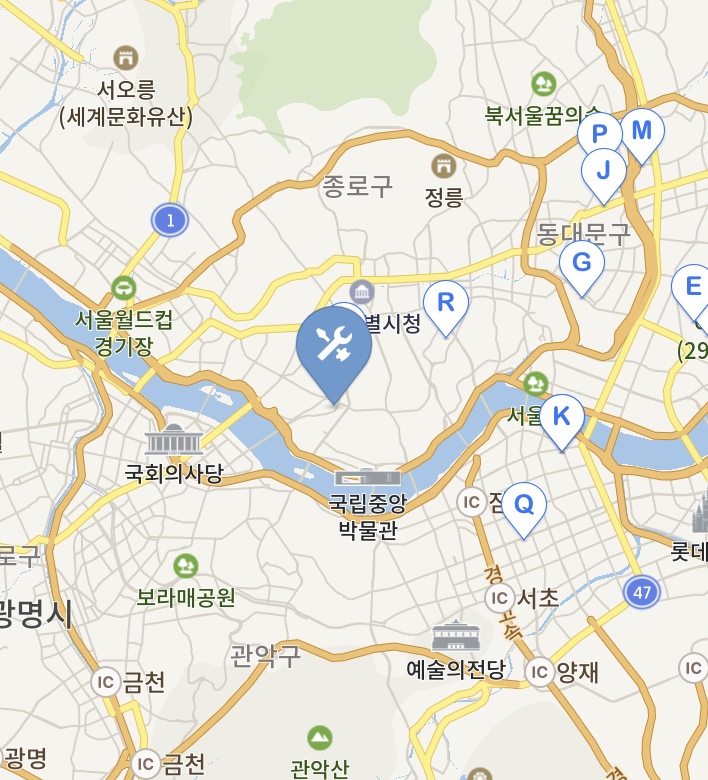 서오릉
(세계문화유산)
북서울꿈의숲
P
M
J
종로구
정릉
1
동대문구
G
E
서울월드컵
경기장
R
별시청
(29
서울
K
국회의사당
국립중앙
박물관
IC
Q
롯데
로구
보라매공원
경
IC 서초
고속
47
광명시
관악구
예술의전당
IC 양재
IC
IC 금천
광명
IC 금천
관악산
경